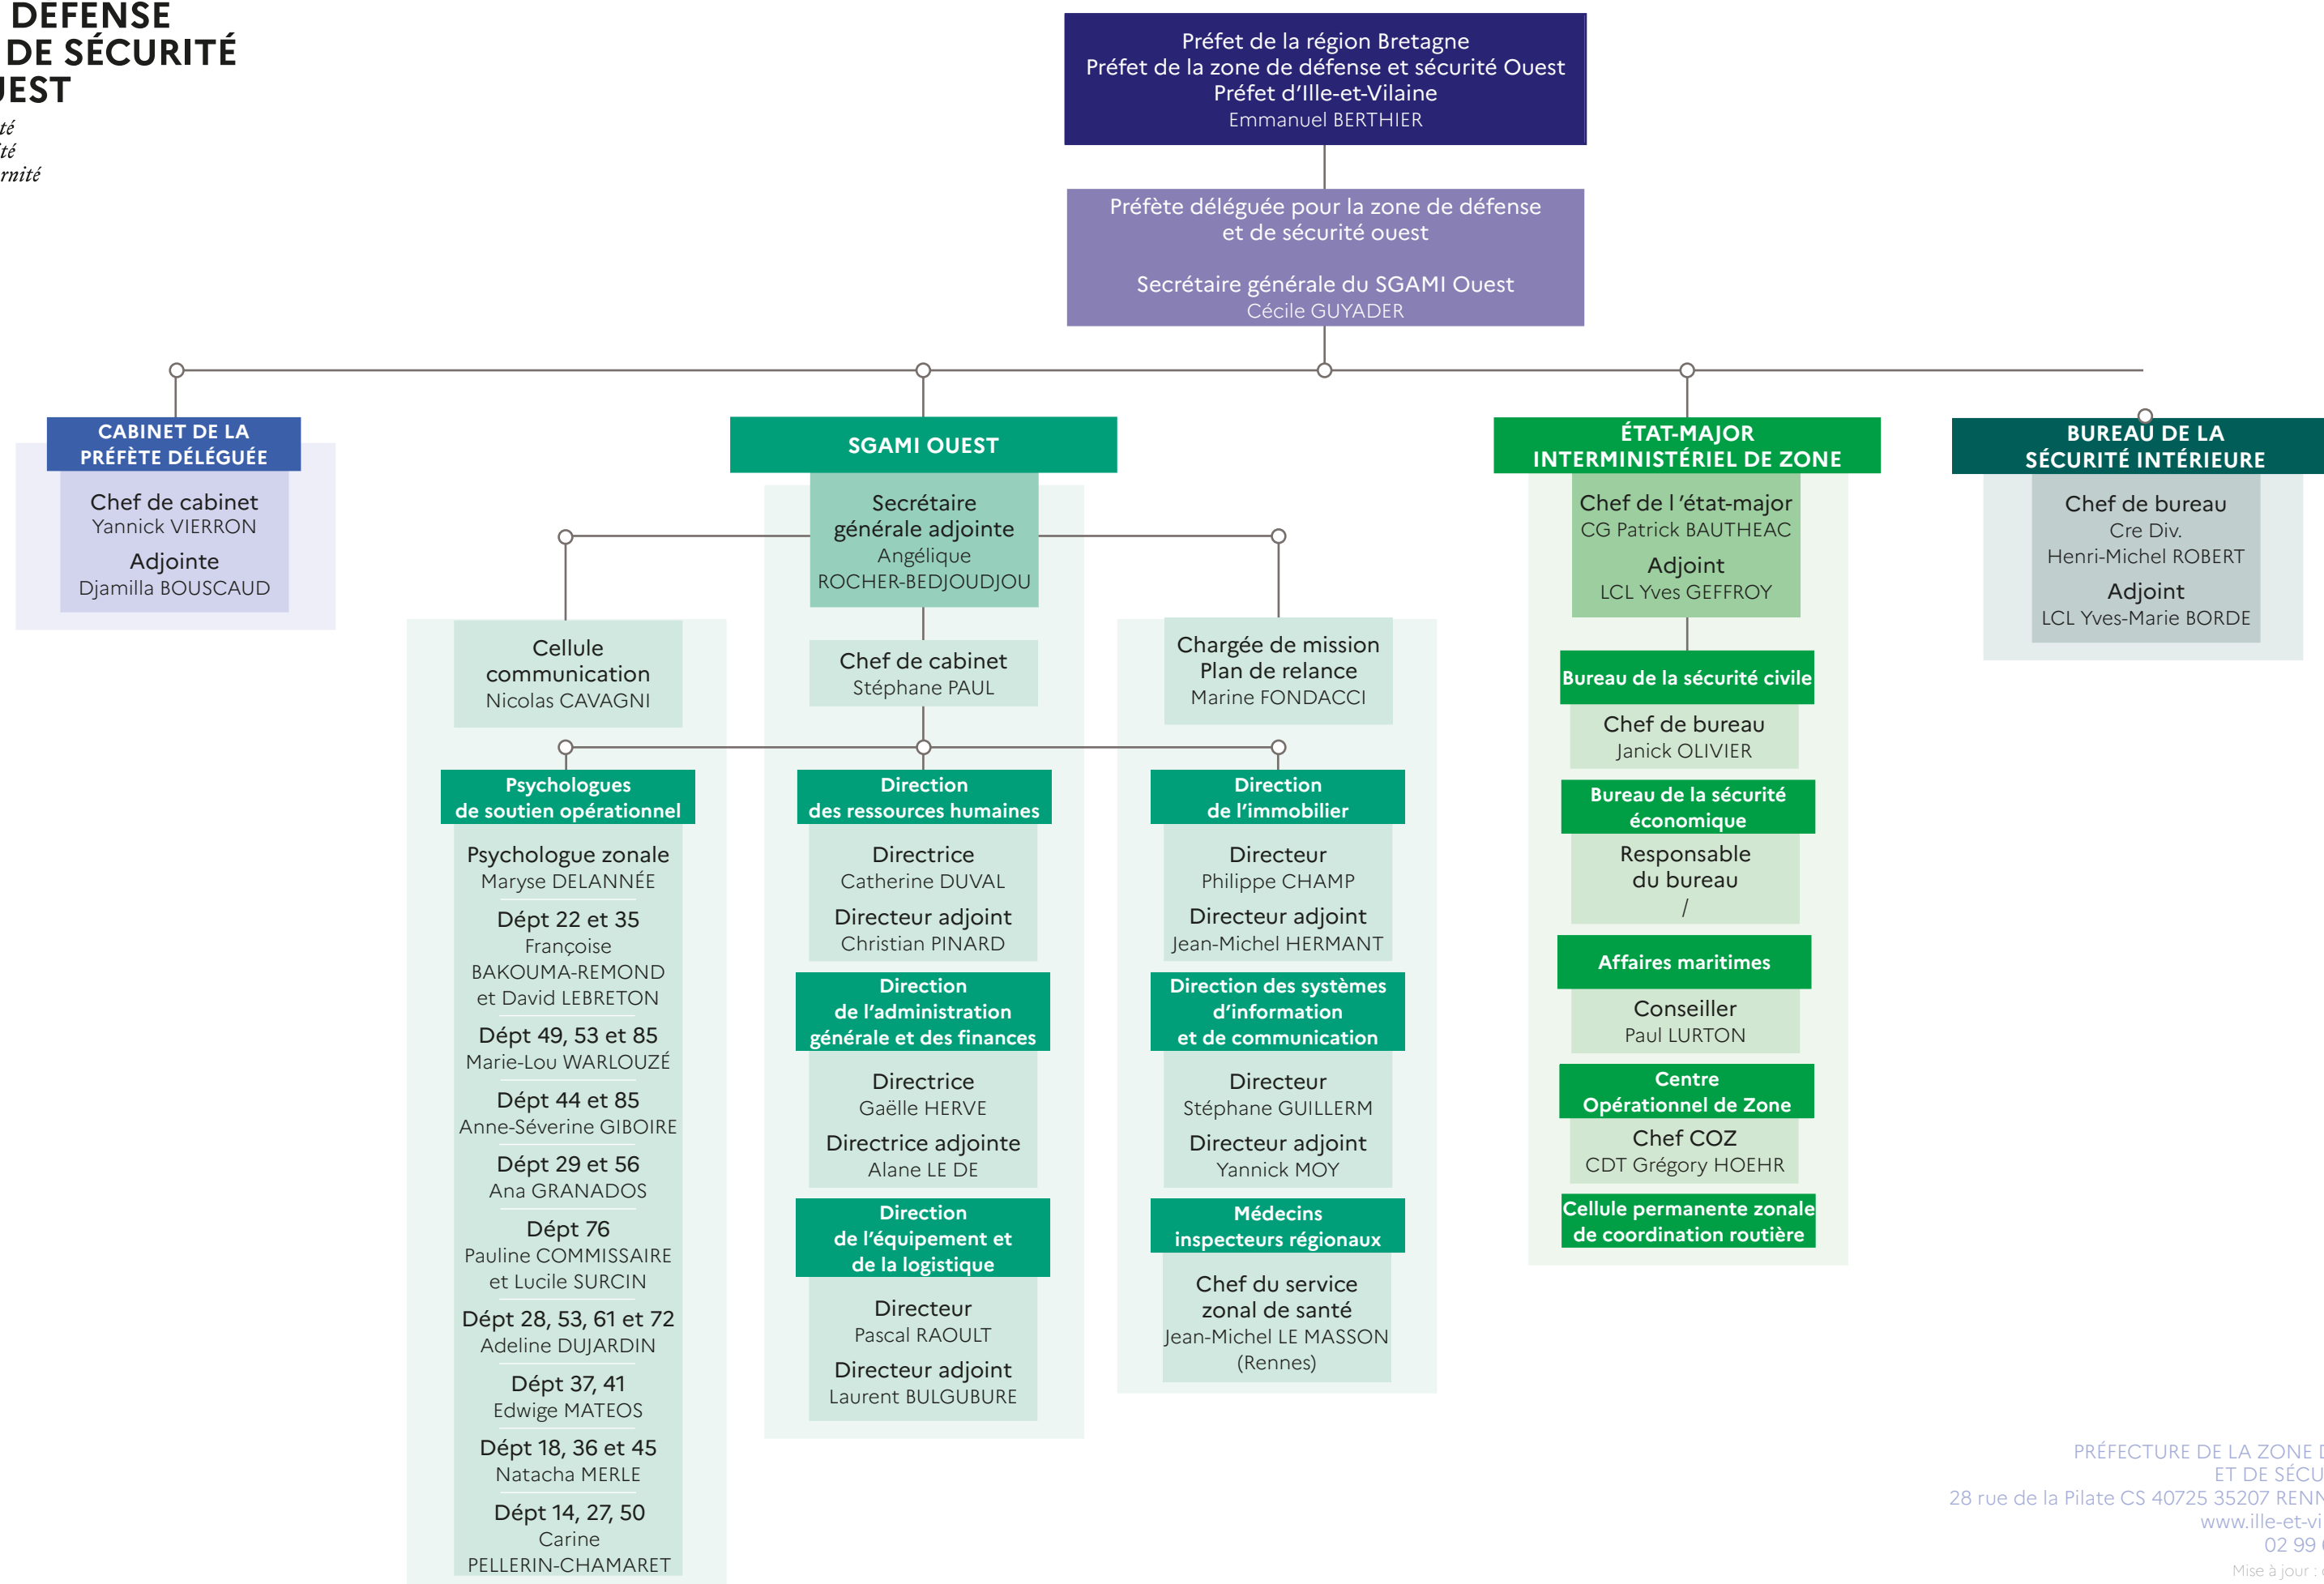 DEFENSE
DE SÉCURITÉ
Préfet de la région Bretagne
Préfet de la zone de défense et sécurité Ouest
Préfet d'Ille-et-Vilaine
Emmanuel BERTHIER
Préfète déléguée pour la zone de défense
et de sécurité ouest
Secrétaire générale du SGAMI Ouest
Cécile GUYADER
CABINET DE LA
PRÉFÈTE DÉLÉGUÉE
Chef de cabinet
Yannick VIERRON
Adjointe
Djamilla BOUSCAUD
SGAMI OUEST
Secrétaire
générale adjointe
Angélique
ROCHER-BEDJOUDJOU
Cellule
communication
Nicolas CAVAGNI
Chef de cabinet
Stéphane PAUL
Chargée de mission
Plan de relance
Marine FONDACCI
Psychologues
de soutien opérationnel
Psychologue zonale
Maryse DELANNÉE
Dépt 22 et 35
Françoise
BAKOUMA-REMOND
et David LEBRETON
Dépt 49, 53 et 85
Marie-Lou WARLOUZÉ
Dépt 44 et 85
Anne-Séverine GIBOIRE
Dépt 29 et 56
Ana GRANADOS
Dépt 76
Pauline COMMISSAIRE
et Lucile SURCIN
Dépt 28, 53, 61 et 72
Adeline DUJARDIN
Dépt 37, 41
Edwige MATEOS
Dépt 18, 36 et 45
Natacha MERLE
Dépt 14, 27, 50
Carine
PELLERIN-CHAMARET
Direction
des ressources humaines
Directrice
Catherine DUVAL
Directeur adjoint
Christian PINARD
Direction
de l'administration
générale et des finances
Directrice
Gaëlle HERVE
Directrice adjointe
Alane LE DE
Direction
de l'équipement et
de la logistique
Directeur
Pascal RAOULT
Directeur adjoint
Laurent BULGUBURE
Direction
de l'immobilier
Directeur
Philippe CHAMP
Directeur adjoint
Jean-Michel HERMANT
Direction des systèmes
d'information
et de communication
Directeur
Stéphane GUILLERM
Directeur adjoint
Yannick MOY
Médecins
inspecteurs régionaux
Chef du service
zonal de santé
Jean-Michel LE MASSON
(Rennes)
ÉTAT-MAJOR
INTERMINISTÉRIEL DE ZONE
Chef de l 'état-major
CG Patrick BAUTHEAC
Adjoint
LCL Yves GEFFROY
Bureau de la sécurité civile
Chef de bureau
Janick OLIVIER
Bureau de la sécurité
économique
Responsable
du bureau
/
Affaires maritimes
Conseiller
Paul LURTON
Centre
Opérationnel de Zone
Chef COZ
CDT Grégory HOEHR
Cellule permanente zonale
de coordination routière
BUREAU DE LA
SÉCURITÉ INTÉRIEURE
Chef de bureau
Cre Div.
Henri-Michel ROBERT
Adjoint
LCL Yves-Marie BORDE
PRÉFECTURE DE LA ZONE
ET DE
28 rue de la Pilate CS 40725 35207
02 99
Mise à jour :